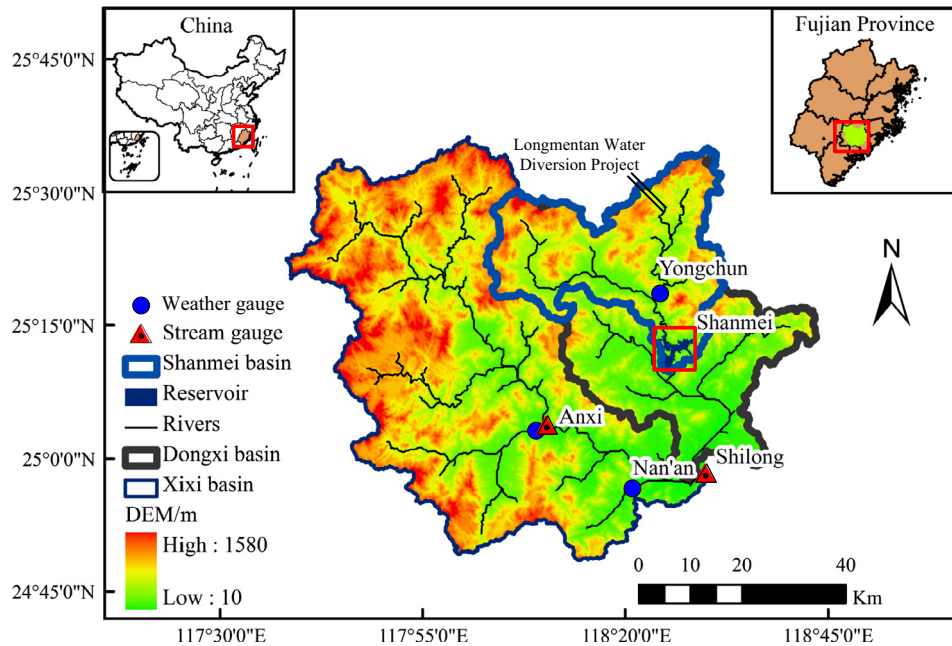 China
Fujian Province
25°45'0"N
25°30'0"N
25°15'0"N
25°0'0"N
24°45'0"N
Longmentan Water
Diversion Project
N
Yongchun
Shanmei
Anxi
Nan'an
Shilong
Weather gauge
Stream gauge
Shanmei basin
Reservoir
Rivers
Dongxi basin
Xixi basin
DEM/m
High : 1580
Low : 10
0 10 20 40
Km
117°30'0"E 117°55'0"E 118°20'0"E 118°45'0"E